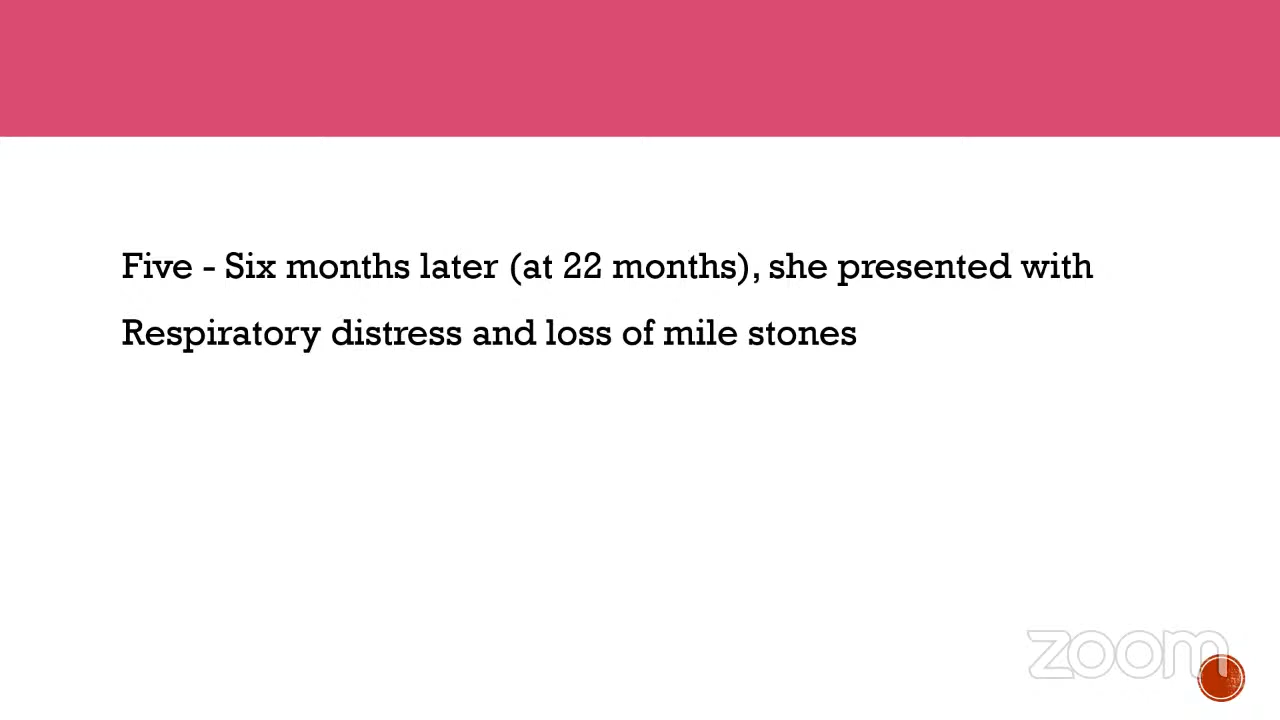 Five - Six months later (at 22 months), she presented with
Respiratory distress and loss of mile stones
zoom